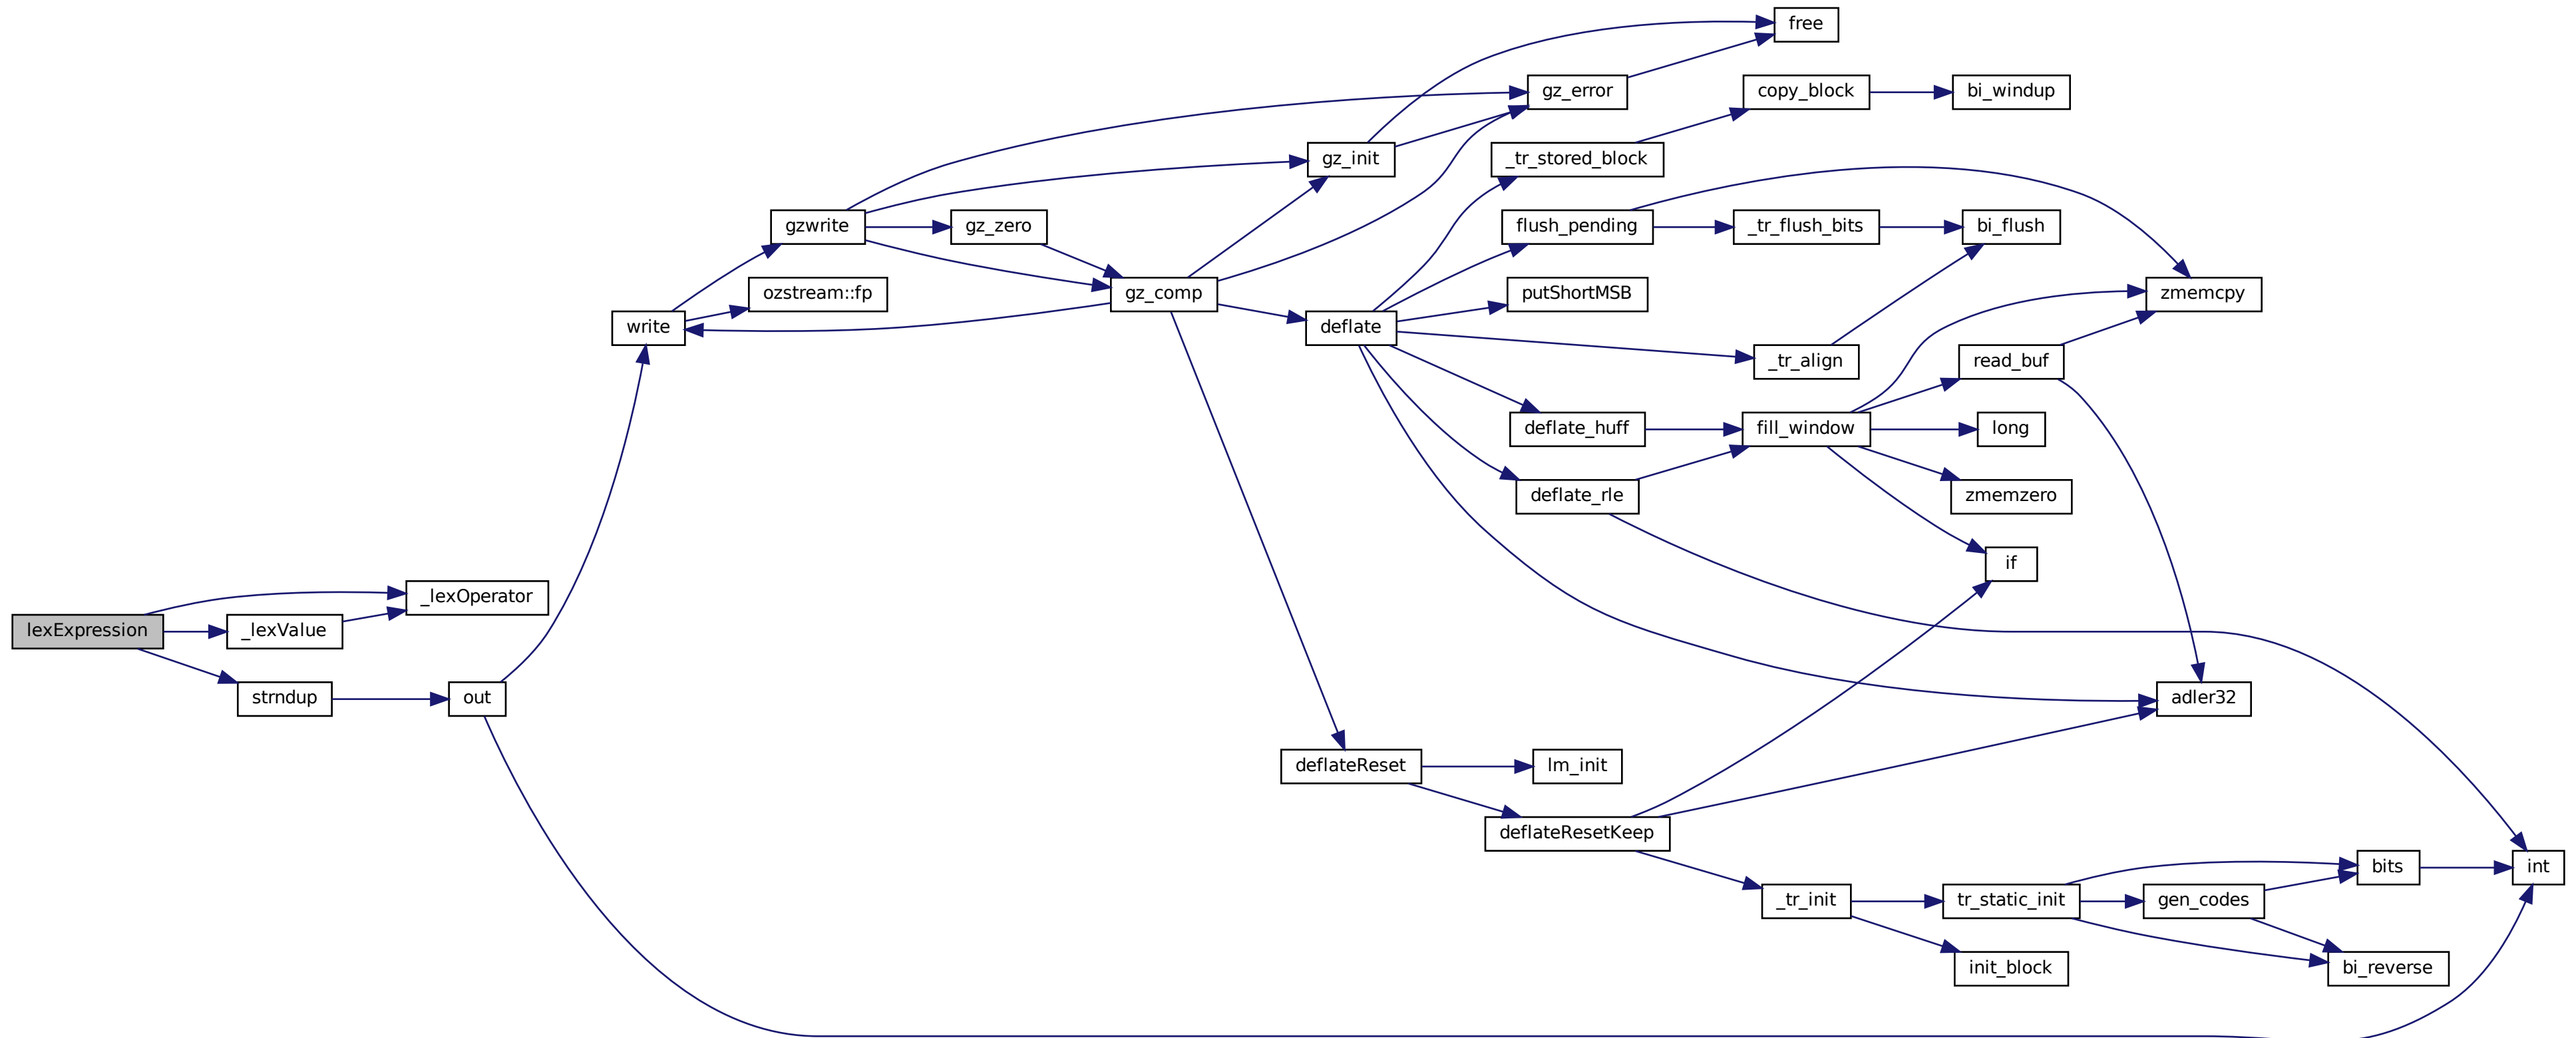 free
gz_error
copy_block
bi_windup
gz_init
_tr_stored_block
gzwrite
gz_zero
flush_pending
_tr_flush_bits
bi_flush
ozstream::fp
gz_comp
putShortMSB
zmemcpy
write
deflate
_tr_align
read_buf
deflate_huff
fill_window
long
deflate_rle
zmemzero
if
_lexOperator
lexExpression
_lexValue
strndup
out
adler32
deflateReset
lm_init
deflateResetKeep
bits
int
_tr_init
tr_static_init
gen_codes
init_block
bi_reverse